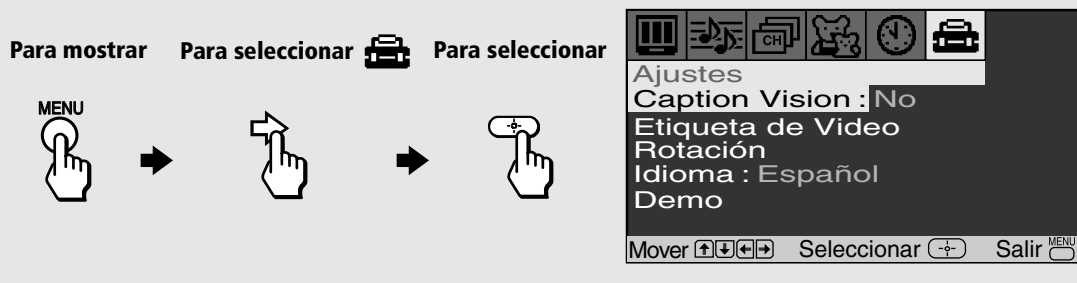 Para mostrar
Para seleccionar
Para seleccionar
MENU
CH
Ajustes
Caption Vision : No
Etiqueta de Video
Rotación
Idioma : Español
Demo
Mover Seleccionar Salir MENU